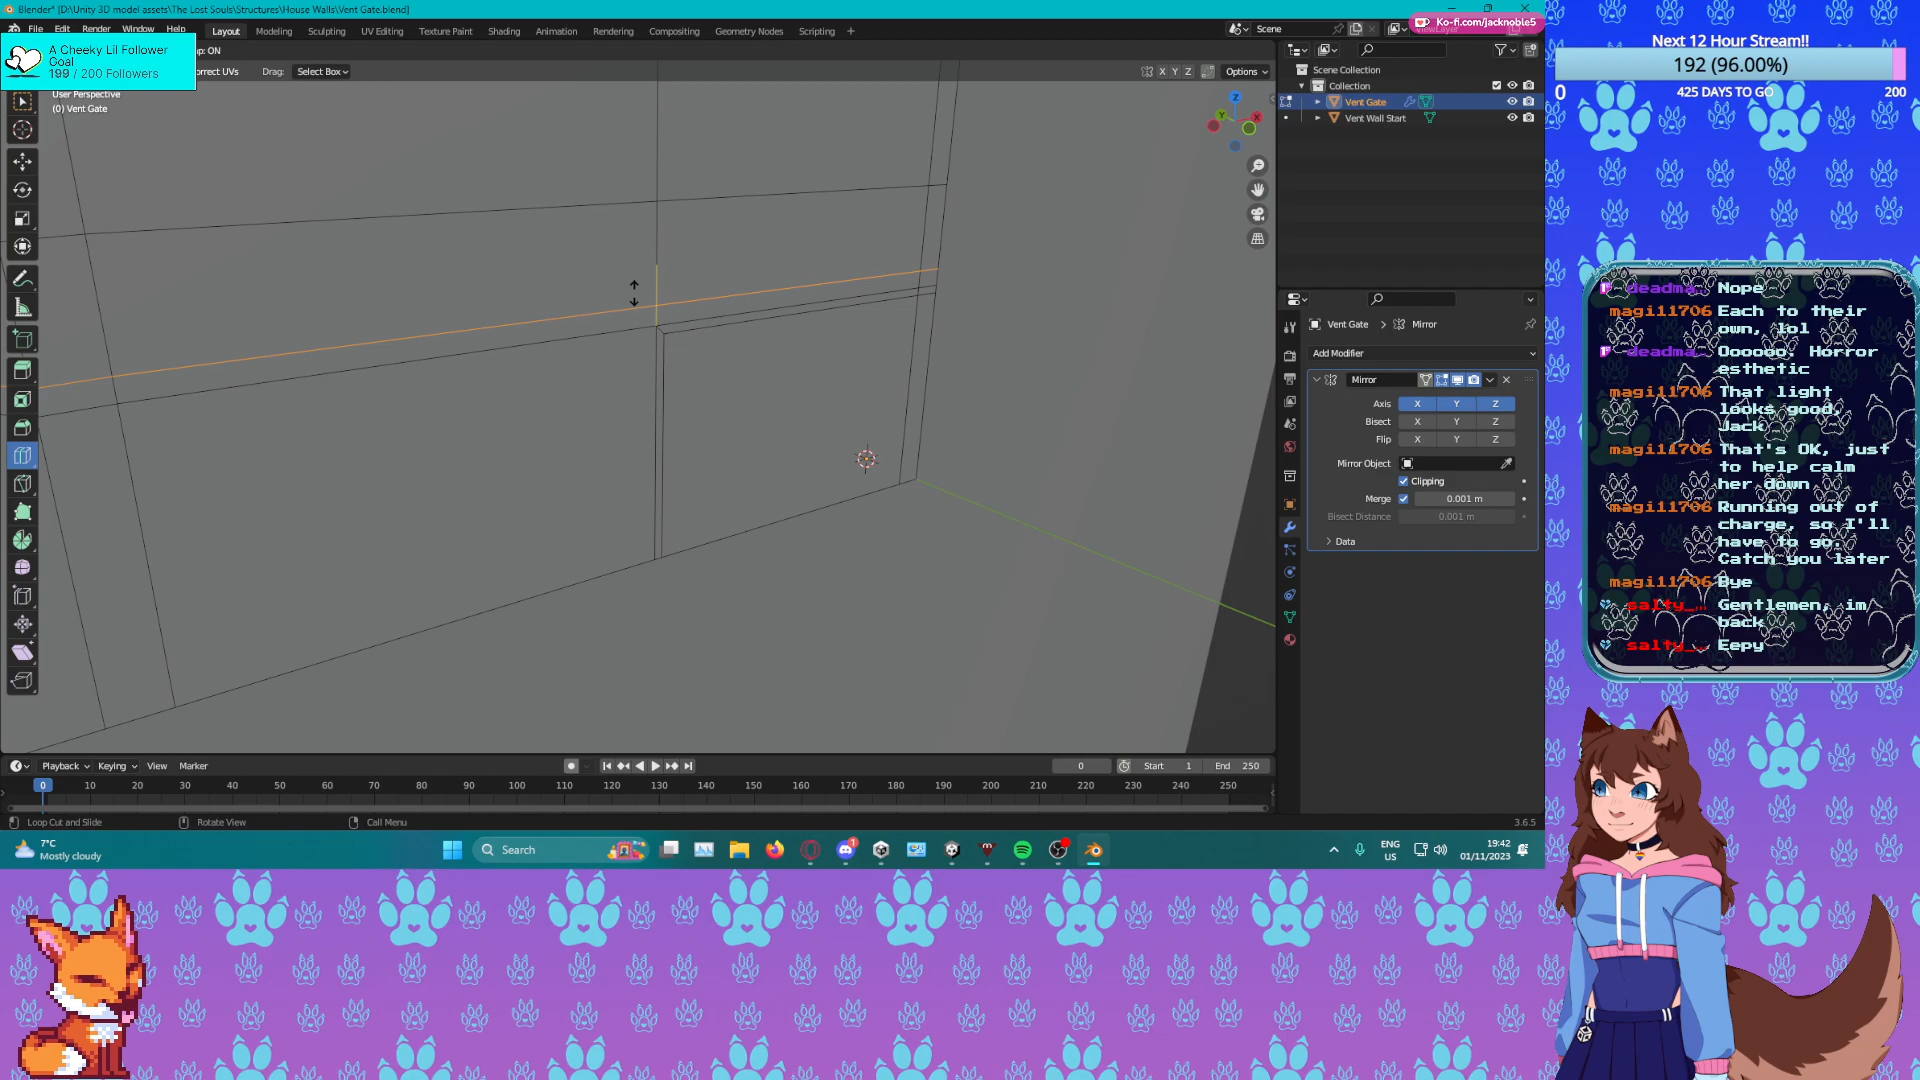 Blender* [D:\Unity 3D model assets\The Lost Souls\Structures\House Walls\Vent Gate.blend]
File Edit Render Window Help Layout Modeling Sculpting UV Editing Texture Paint Shading Animation Rendering Compositing Geometry Nodes Scripting +
Scene
ViewLayer
Ko-fi.com/jacknoble5
A Cheeky Lil Follower
Goal
199 / 200 Followers
ap: ON
orrect UVs Drag: Select Box
X Y Z Options
User Perspective
(0) Vent Gate
Z
Y
X
Scene Collection
Collection
Vent Gate
Vent Wall Start
Vent Gate > Mirror
Add Modifier
Mirror
Axis X Y Z
Bisect X Y Z
Flip X Y Z
Mirror Object
Clipping
Merge 0.001 m
Bisect Distance 0.001 m
Data
Playback Keying View Marker
0 Start 1 End 250
0 10 20 30 40 50 60 70 80 90 100 110 120 130 140 150 160 170 180 190 200 210 220 230 240 250
Loop Cut and Slide Rotate View Call Menu
3.6.5
7°C
Mostly cloudy
Search
ENG
US
19:42
01/11/2023
Next 12 Hour Stream!!
192 (96.00%)
0 425 DAYS TO GO 200
deadma… Nope
magi11706 Each to their
own, lol
deadma… Oooooo. Horror
esthetic
magi11706 That light
looks good,
Jack
magi11706 That's OK, just
to help calm
her down
magi11706 Running out of
charge, so I'll
have to go.
Catch you later
magi11706 Bye
salty_… Gentlemen, im
back
salty_… Eepy